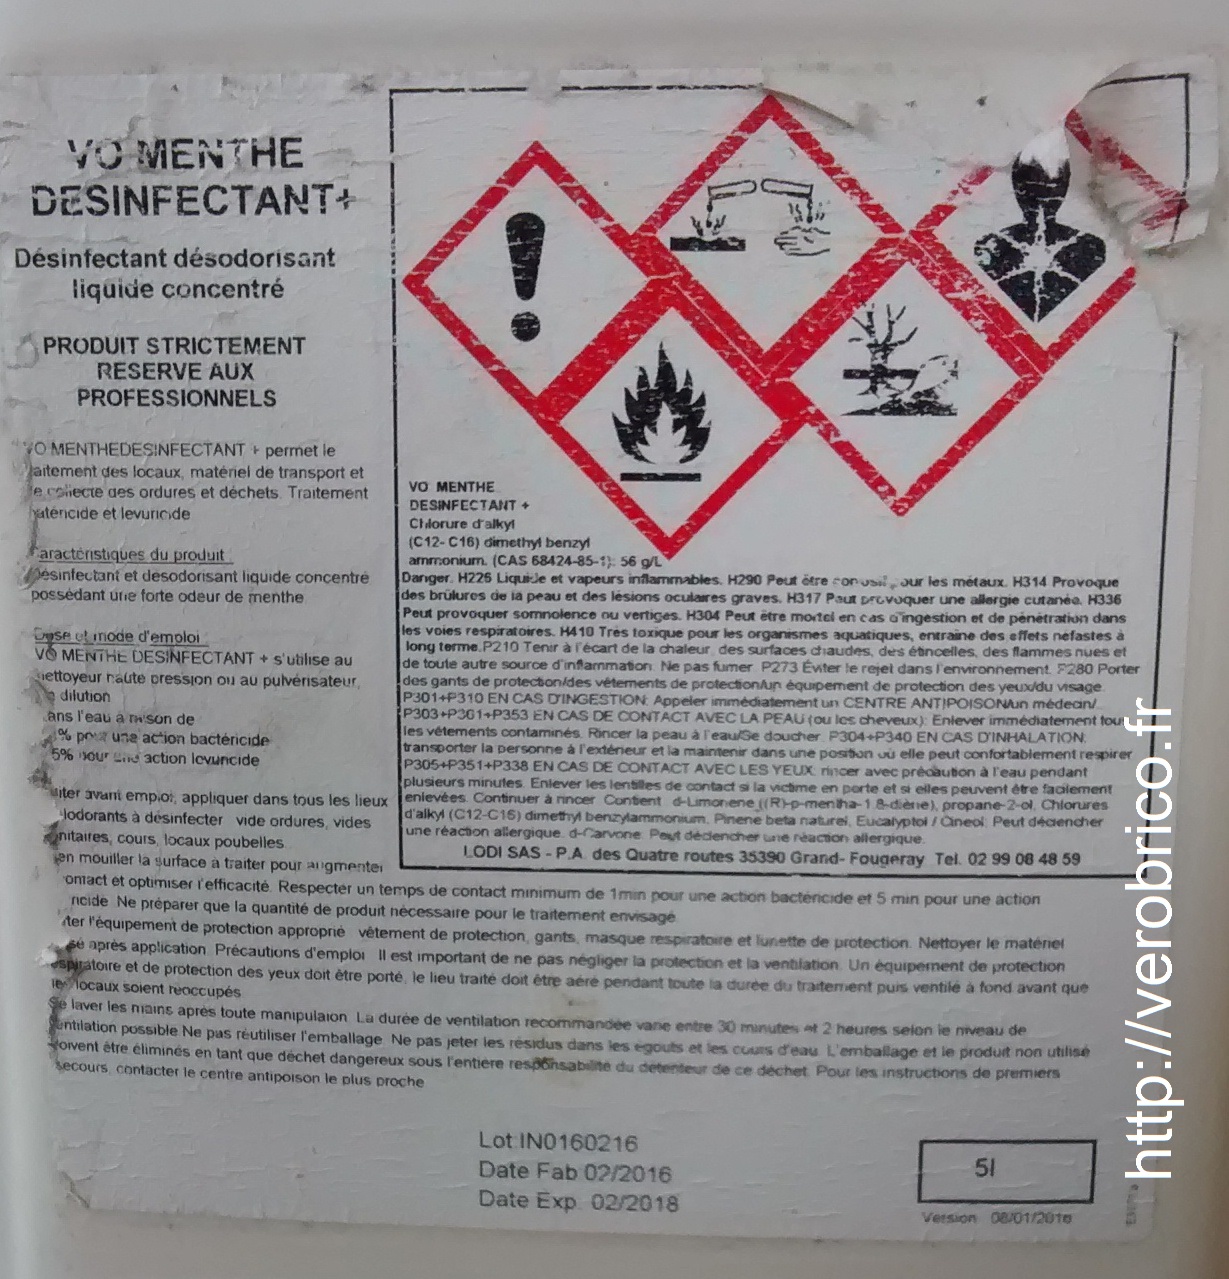 VO MENTHE
DESINFECTANT+
Désinfectant désodorisant
liquide concentré
PRODUIT STRICTEMENT
RESERVE AUX
PROFESSIONNELS
VO MENTHEDESINFECTANT + permet le
aitement des locaux, matériel de transport et
e collecte des ordures et déchets. Traitement
atéricide et levuricide
aractéristiques du produit :
Désinfectant et désodorisant liquide concentré
possédant une forte odeur de menthe
Dose et mode d'emploi
VO MENTHE DESINFECTANT + s'utilise au
nettoyeur haute pression ou au pulvérisateur,
dilution
ans l'eau à raison de
% pour une action bactéricide
5% pour une action levuricide
iter avant emploi, appliquer dans tous les lieux
lodorants à désinfecter vide ordures, vides
nitaires, cours, locaux poubelles
en mouiller la surface à traiter pour augmenter
ontact et optimiser l'efficacité. Respecter un temps de contact minimum de 1min pour une action bactéricide et 5 min pour une action
ricide. Ne préparer que la quantité de produit nécessaire pour le traitement envisagé.
ter l'équipement de protection approprié vêtement de protection, gants, masque respiratoire et lunette de protection. Nettoyer le matériel
sé après application. Précautions d'emploi Il est important de ne pas négliger la protection et la ventilation. Un équipement de protection
espiratoire et de protection des yeux doit être porté, le lieu traité doit être aéré pendant toute la durée du traitement puis ventilé à fond avant que
les locaux soient réoccupés
Se laver les mains après toute manipulaion. La durée de ventilation recommandée varie entre 30 minutes et 2 heures selon le niveau de
ventilation possible Ne pas réutiliser l'emballage. Ne pas jeter les résidus dans les égouts et les cours d'eau. L'emballage et le produit non utilisé
doivent être éliminés en tant que déchet dangereux sous l'entière responsabilité du détenteur de ce déchet. Pour les instructions de premiers
secours, contacter le centre antipoison le plus proche
VO MENTHE
DESINFECTANT +
Chlorure d'alkyl
(C12- C16) dimethyl benzyl
ammonium. (CAS 68424-85-1): 56 g/L
Danger. H226 Liquide et vapeurs inflammables. H290 Peut être corrosif pour les métaux. H314 Provoque
des brûlures de la peau et des lésions oculaires graves. H317 Peut provoquer une allergie cutanée. H336
Peut provoquer somnolence ou vertiges. H304 Peut être mortel en cas d'ingestion et de pénétration dans
les voies respiratoires. H410 Très toxique pour les organismes aquatiques, entraine des effets néfastes à
long terme.P210 Tenir à l'écart de la chaleur, des surfaces chaudes, des étincelles, des flammes nues et
de toute autre source d'inflammation. Ne pas fumer. P273 Éviter le rejet dans l'environnement. P280 Porter
des gants de protection/des vêtements de protection/un équipement de protection des yeux/du visage.
P301+P310 EN CAS D'INGESTION: Appeler immédiatement un CENTRE ANTIPOISON/un médecin/
P303+P361+P353 EN CAS DE CONTACT AVEC LA PEAU (ou les cheveux): Enlever immédiatement tous
les vêtements contaminés. Rincer la peau à l'eau/Se doucher. P304+P340 EN CAS D'INHALATION:
transporter la personne à l'extérieur et la maintenir dans une position où elle peut confortablement respirer
P305+P351+P338 EN CAS DE CONTACT AVEC LES YEUX: rincer avec précaution à l'eau pendant
plusieurs minutes. Enlever les lentilles de contact si la victime en porte et si elles peuvent être facilement
enlevées. Continuer à rincer. Contient d-Limonene ((R)-p-mentha-1.8-diène), propane-2-ol, Chlorures
d'alkyl (C12-C16) dimethyl benzylammonium, Pinene beta naturel, Eucalyptol / Cineol. Peut déclencher
une réaction allergique. d-Carvone. Peut déclencher une réaction allergique.
LODI SAS - P.A. des Quatre routes 35390 Grand- Fougeray Tel. 02 99 08 48 59
Lot:IN0160216
Date Fab 02/2016
Date Exp. 02/2018
5l
Version 08/01/2016
http://verobrico.fr